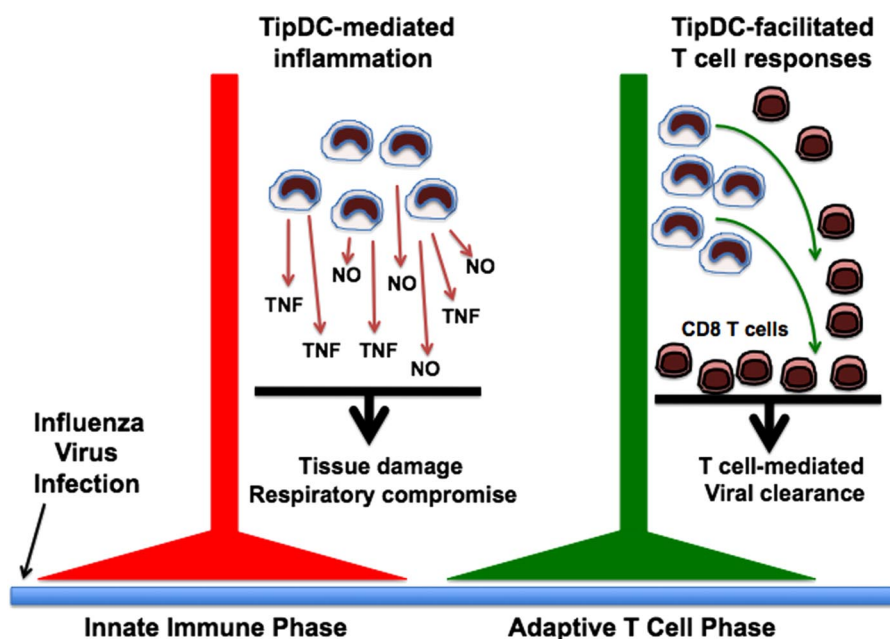 TipDC-mediated
inflammation
NO
NO
NO
TNF
TNF
TNF
TNF
NO
Tissue damage
Respiratory compromise
TipDC-facilitated
T cell responses
CD8 T cells
T cell-mediated
Viral clearance
Influenza
Virus
Infection
Innate Immune Phase
Adaptive T Cell Phase